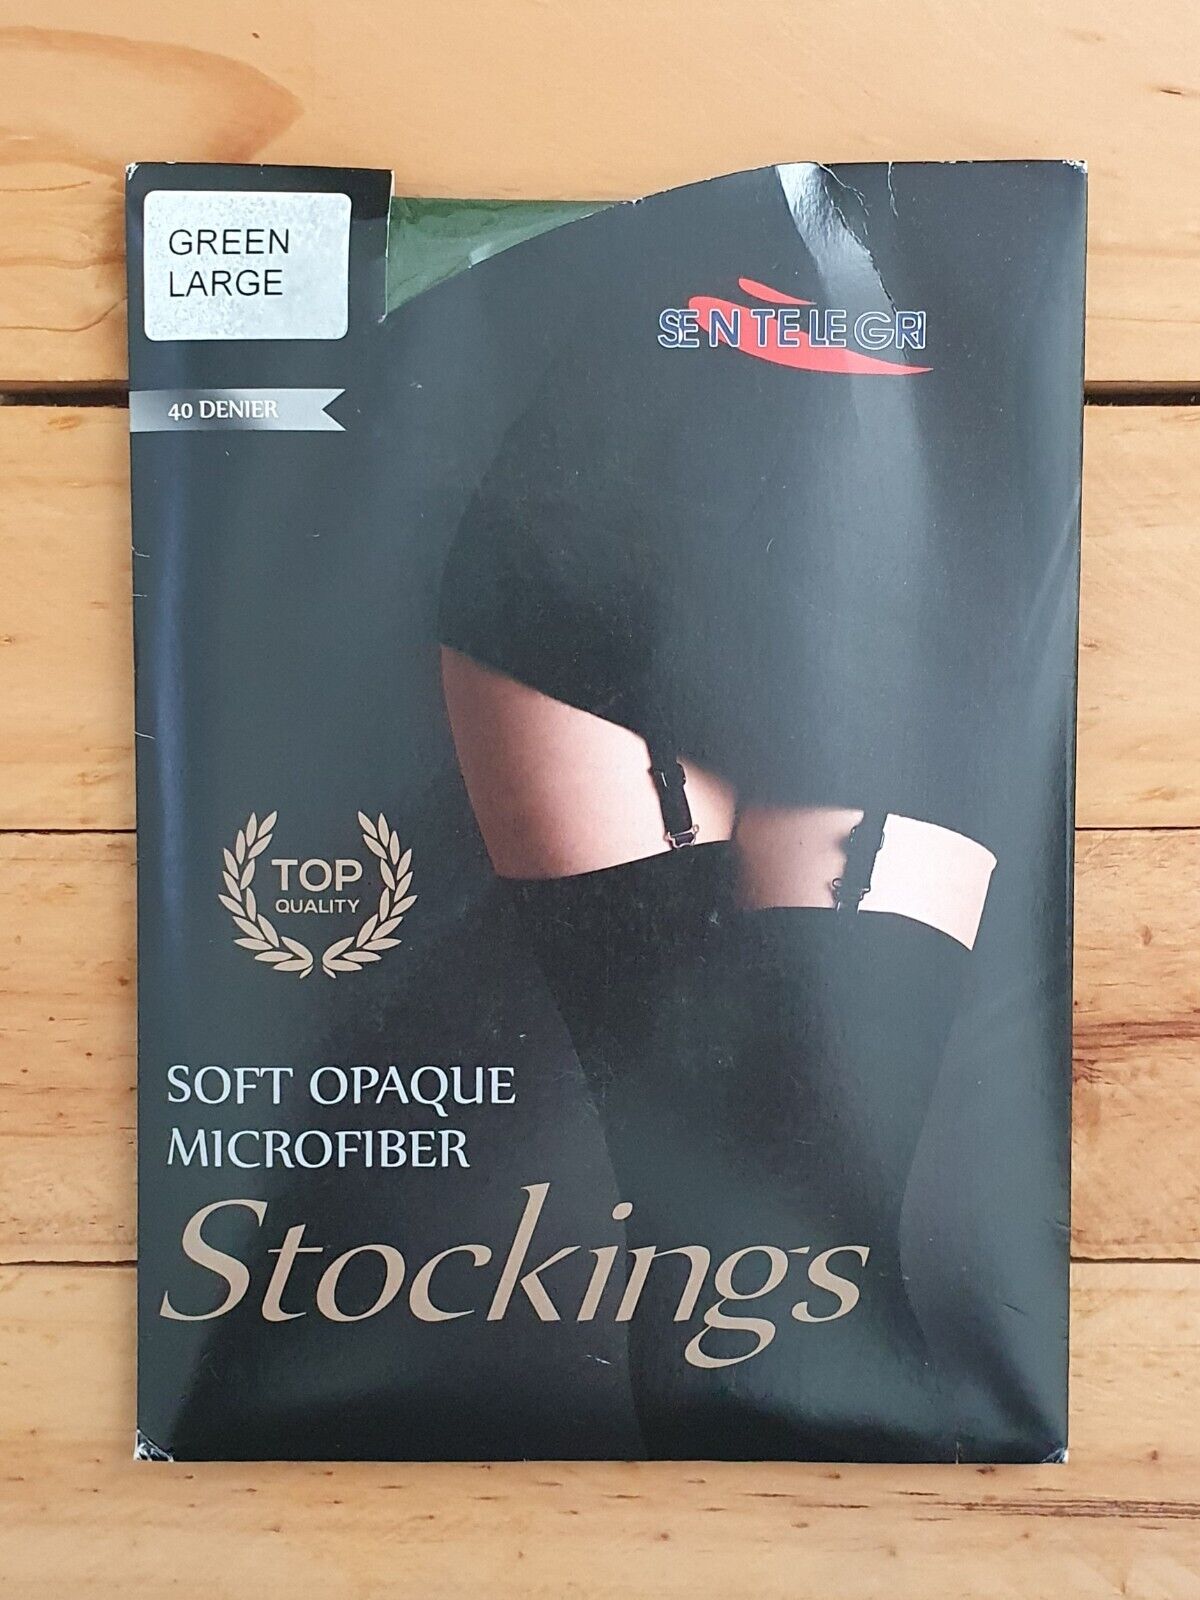 GREEN
LARGE
SENTELEGRI
40 DENIER
TOP
QUALITY
SOFT OPAQUE
MICROFIBER
Stockings